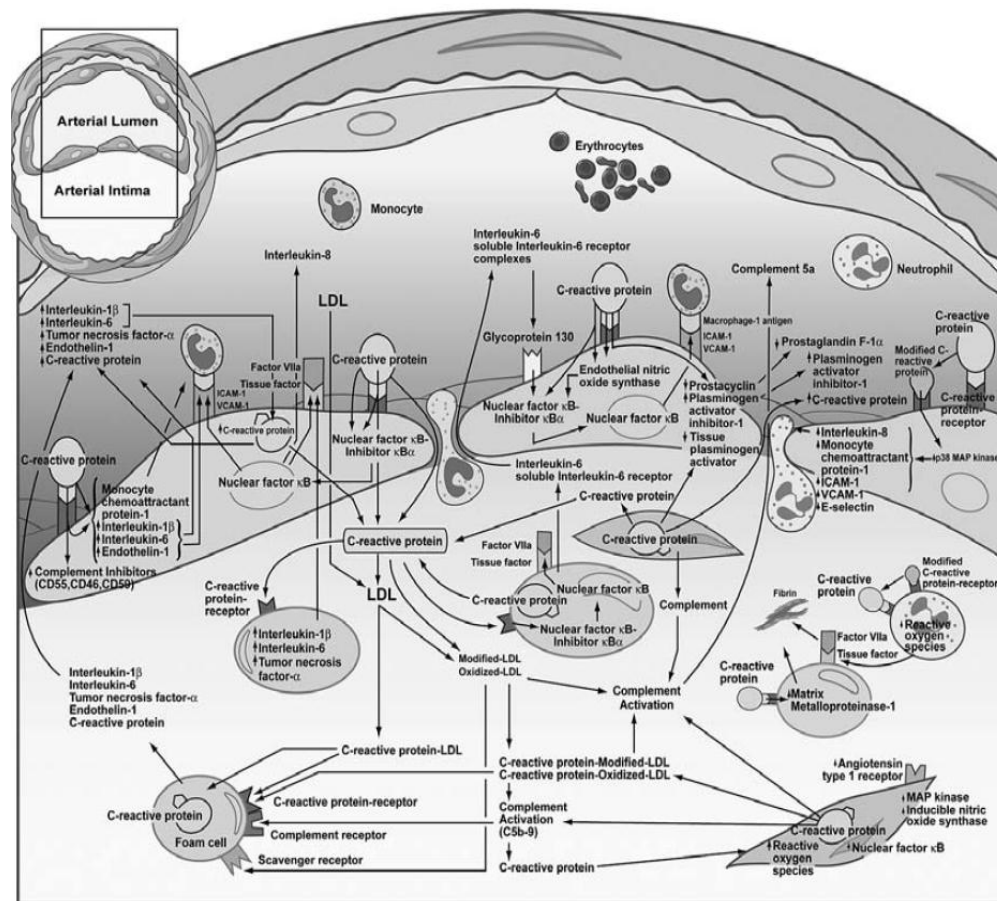 Arterial Lumen
Arterial Intima
Erythrocytes
Monocyte
Neutrophil
Interleukin-8
Interleukin-6
soluble Interleukin-6 receptor
complexes
Complement 5a
LDL
Interleukin-1β
Interleukin-6
Tumor necrosis factor-α
Endothelin-1
C-reactive protein
ICAM-1
VCAM-1
Factor VIIa
Tissue factor
C-reactive protein
C-reactive protein
Nuclear factor κB-
Inhibitor κBα
Nuclear factor κB
Glycoprotein 130
C-reactive protein
Macrophage-1 antigen
ICAM-1
VCAM-1
Endothelial nitric
oxide synthase
Nuclear factor κB-
Inhibitor κBα
Nuclear factor κB
Prostacyclin
Plasminogen
activator
inhibitor-1
Tissue
plasminogen
activator
Prostaglandin F-1α
Plasminogen
activator
inhibitor-1
C-reactive protein
Modified C-
reactive
protein
C-reactive
protein
C-reactive
protein-
receptor
Interleukin-8
Monocyte
chemoattractant
protein-1
ICAM-1
VCAM-1
E-selectin
p38 MAP kinase
C-reactive protein
Monocyte
chemoattractant
protein-1
Interleukin-1β
Interleukin-6
Endothelin-1
Complement Inhibitors
(CD55,CD46,CD59)
Interleukin-6
soluble Interleukin-6 receptor
C-reactive protein
C-reactive protein
C-reactive protein
Factor VIIa
Tissue factor
C-reactive
protein-
receptor
LDL
C-reactive protein
Nuclear factor κB
Nuclear factor κB-
Inhibitor κBα
Complement
Interleukin-1β
Interleukin-6
Tumor necrosis
factor-α
Modified-LDL
Oxidized-LDL
Complement
Activation
Fibrin
C-reactive
protein
Modified
C-reactive
protein-receptor
Reactive
oxygen
species
Factor VIIa
Tissue factor
C-reactive
protein
Matrix
Metalloproteinase-1
Interleukin-1β
Interleukin-6
Tumor necrosis factor-α
Endothelin-1
C-reactive protein
C-reactive protein-LDL
C-reactive protein-Modified-LDL
C-reactive protein-Oxidized-LDL
C-reactive protein-receptor
C-reactive protein
Foam cell
Complement receptor
Scavenger receptor
Complement
Activation
(C5b-9)
C-reactive protein
Angiotensin
type 1 receptor
MAP kinase
Inducible nitric
oxide synthase
C-reactive protein
Nuclear factor κB
Reactive
oxygen
species